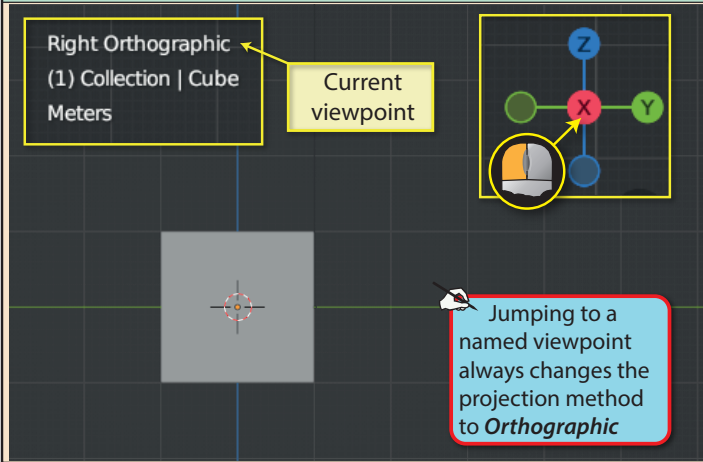 Right Orthographic
(1) Collection | Cube
Meters
Current
viewpoint
Z
X
Y
Jumping to a
named viewpoint
always changes the
projection method
to Orthographic